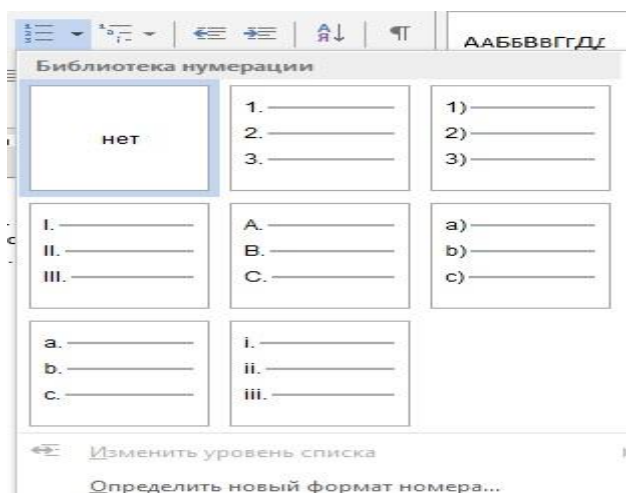 АаБбВвГгДд
Библиотека нумерации
нет
1.
2.
3.
1)
2)
3)
I.
II.
III.
A.
B.
C.
a)
b)
c)
a.
b.
c.
i.
ii.
iii.
Изменить уровень списка
Определить новый формат номера...